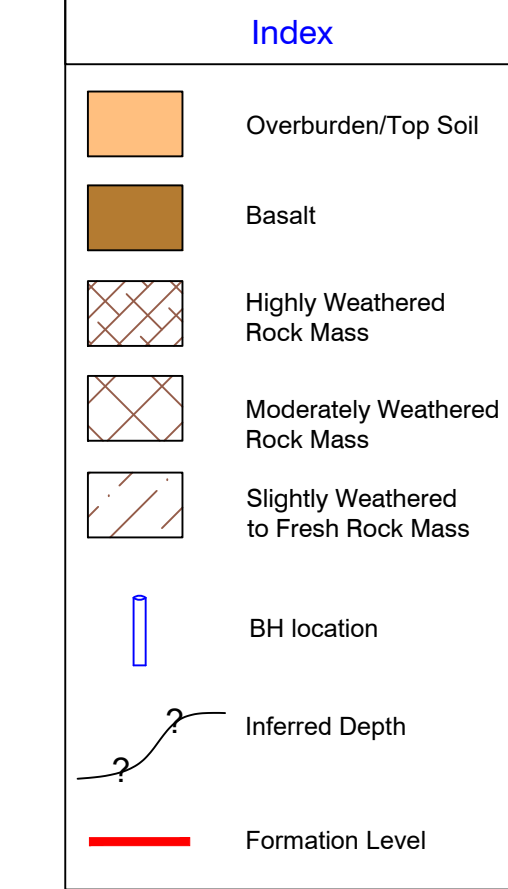 Index
Overburden/Top Soil
Basalt
Highly Weathered
Rock Mass
Moderately Weathered
Rock Mass
Slightly Weathered
to Fresh Rock Mass
BH location
?
?
Inferred Depth
Formation Level